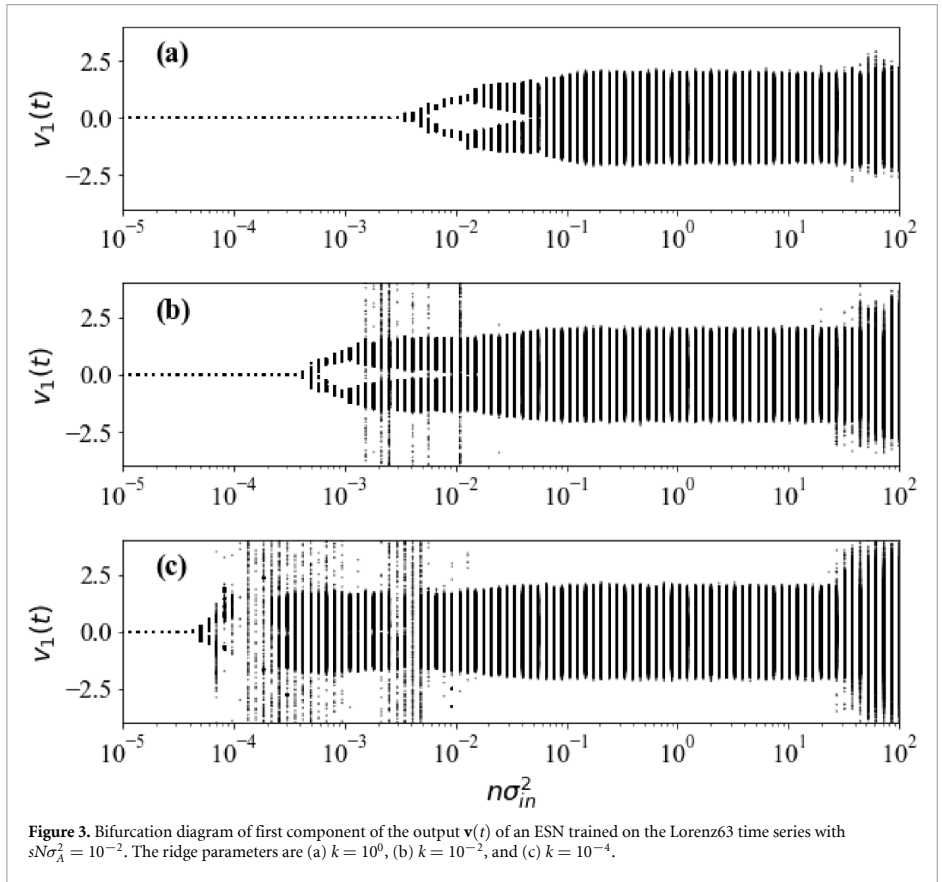 (a)
v₁(t)
2.5
0.0
−2.5
10⁻⁵ 10⁻⁴ 10⁻³ 10⁻² 10⁻¹ 10⁰ 10¹ 10²
(b)
v₁(t)
2.5
0.0
−2.5
10⁻⁵ 10⁻⁴ 10⁻³ 10⁻² 10⁻¹ 10⁰ 10¹ 10²
(c)
v₁(t)
2.5
0.0
−2.5
10⁻⁵ 10⁻⁴ 10⁻³ 10⁻² 10⁻¹ 10⁰ 10¹ 10²
nσ²ᵢₙ
Figure 3. Bifurcation diagram of first component of the output v(t) of an ESN trained on the Lorenz63 time series with
sNσ²_A = 10⁻². The ridge parameters are (a) k = 10⁰, (b) k = 10⁻², and (c) k = 10⁻⁴.